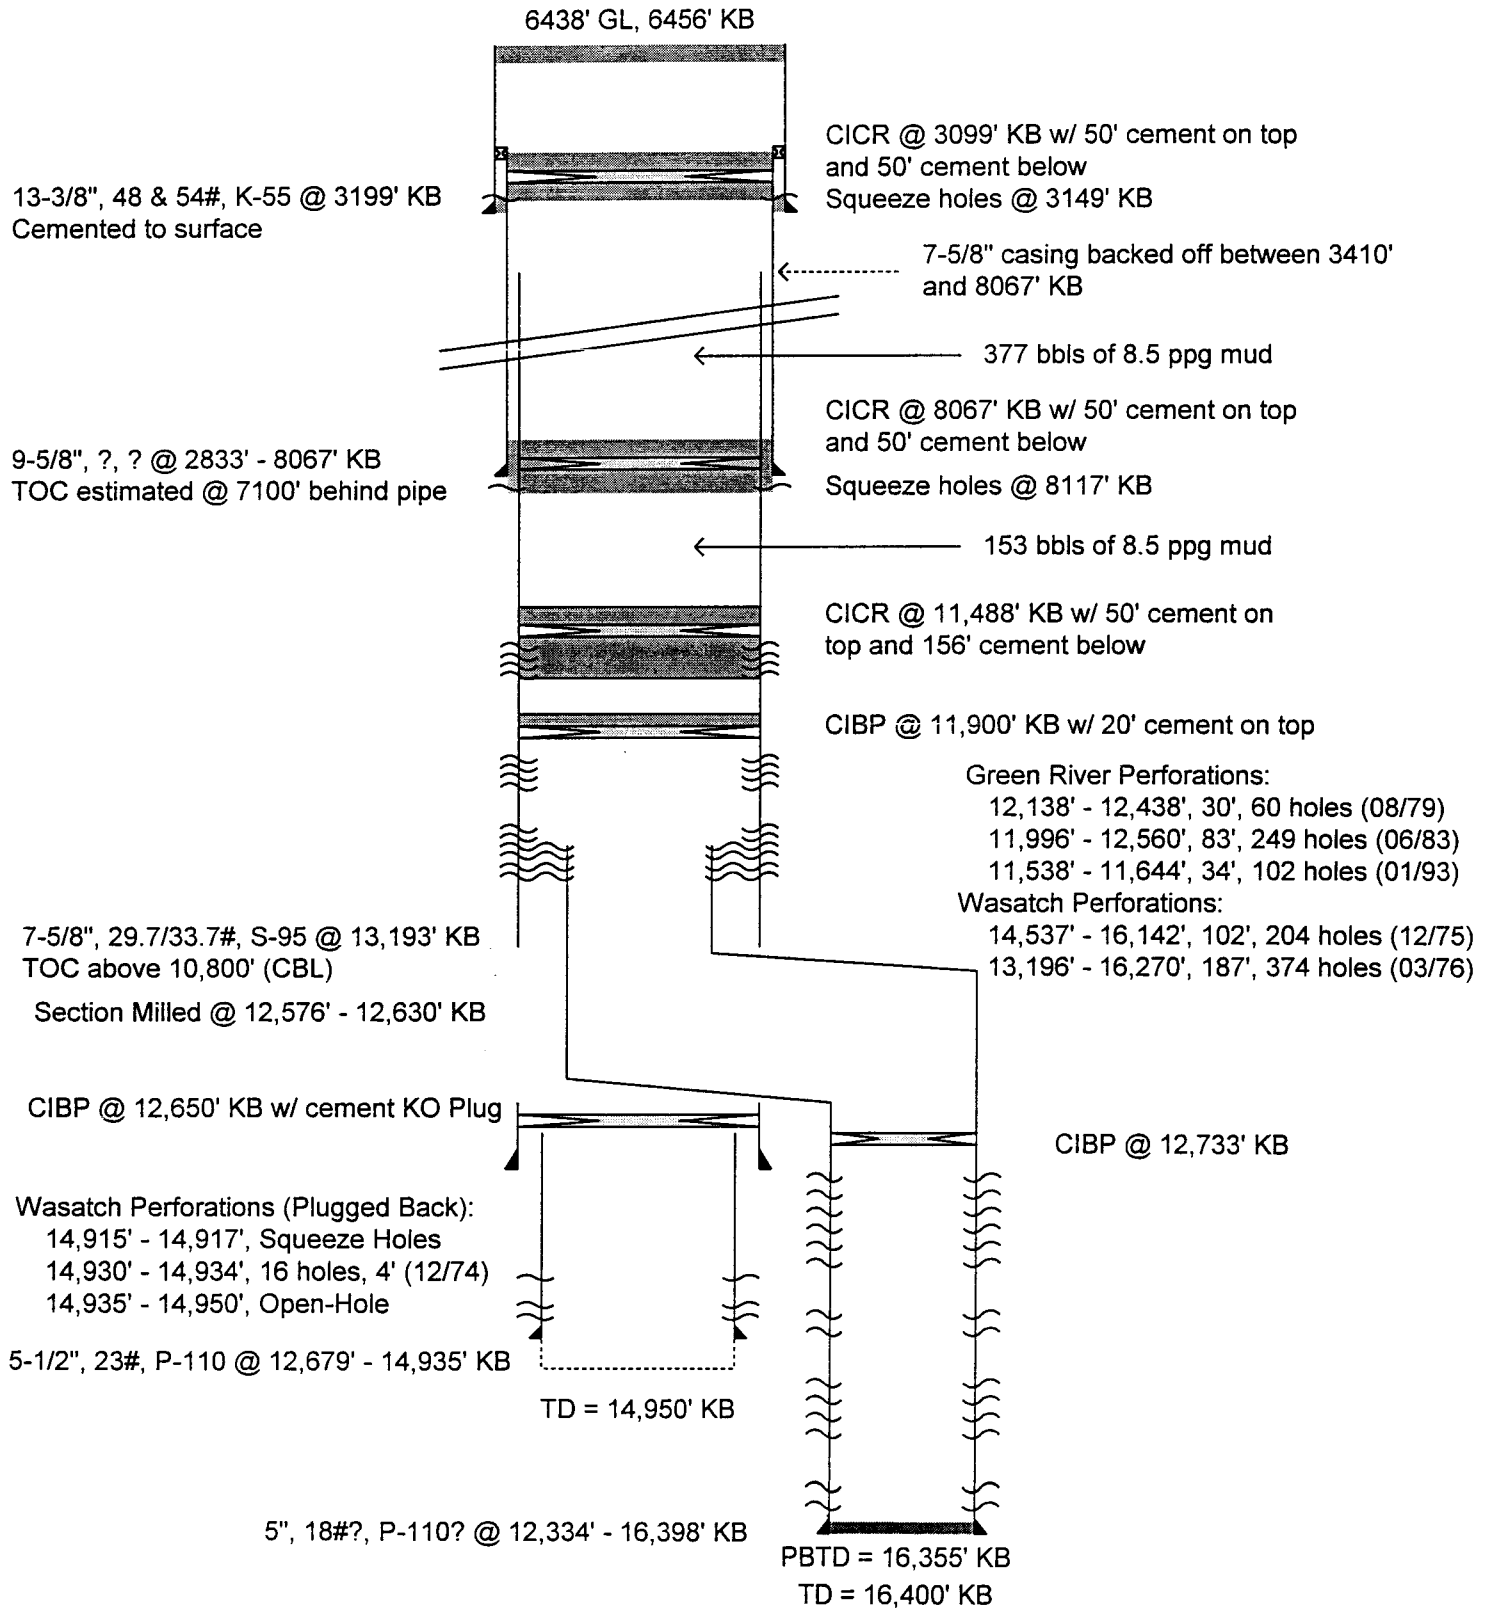 6438' GL, 6456' KB
CICR @ 3099' KB w/ 50' cement on top
and 50' cement below
Squeeze holes @ 3149' KB
13-3/8", 48 & 54#, K-55 @ 3199' KB
Cemented to surface
7-5/8" casing backed off between 3410'
and 8067' KB
377 bbls of 8.5 ppg mud
CICR @ 8067' KB w/ 50' cement on top
and 50' cement below
9-5/8", ?, ? @ 2833' - 8067' KB
TOC estimated @ 7100' behind pipe
Squeeze holes @ 8117' KB
153 bbls of 8.5 ppg mud
CICR @ 11,488' KB w/ 50' cement on
top and 156' cement below
CIBP @ 11,900' KB w/ 20' cement on top
Green River Perforations:
12,138' - 12,438', 30', 60 holes (08/79)
11,996' - 12,560', 83', 249 holes (06/83)
11,538' - 11,644', 34', 102 holes (01/93)
Wasatch Perforations:
14,537' - 16,142', 102', 204 holes (12/75)
13,196' - 16,270', 187', 374 holes (03/76)
7-5/8", 29.7/33.7#, S-95 @ 13,193' KB
TOC above 10,800' (CBL)
Section Milled @ 12,576' - 12,630' KB
CIBP @ 12,650' KB w/ cement KO Plug
CIBP @ 12,733' KB
Wasatch Perforations (Plugged Back):
14,915' - 14,917', Squeeze Holes
14,930' - 14,934', 16 holes, 4' (12/74)
14,935' - 14,950', Open-Hole
5-1/2", 23#, P-110 @ 12,679' - 14,935' KB
TD = 14,950' KB
5", 18#?, P-110? @ 12,334' - 16,398' KB
PBTD = 16,355' KB
TD = 16,400' KB